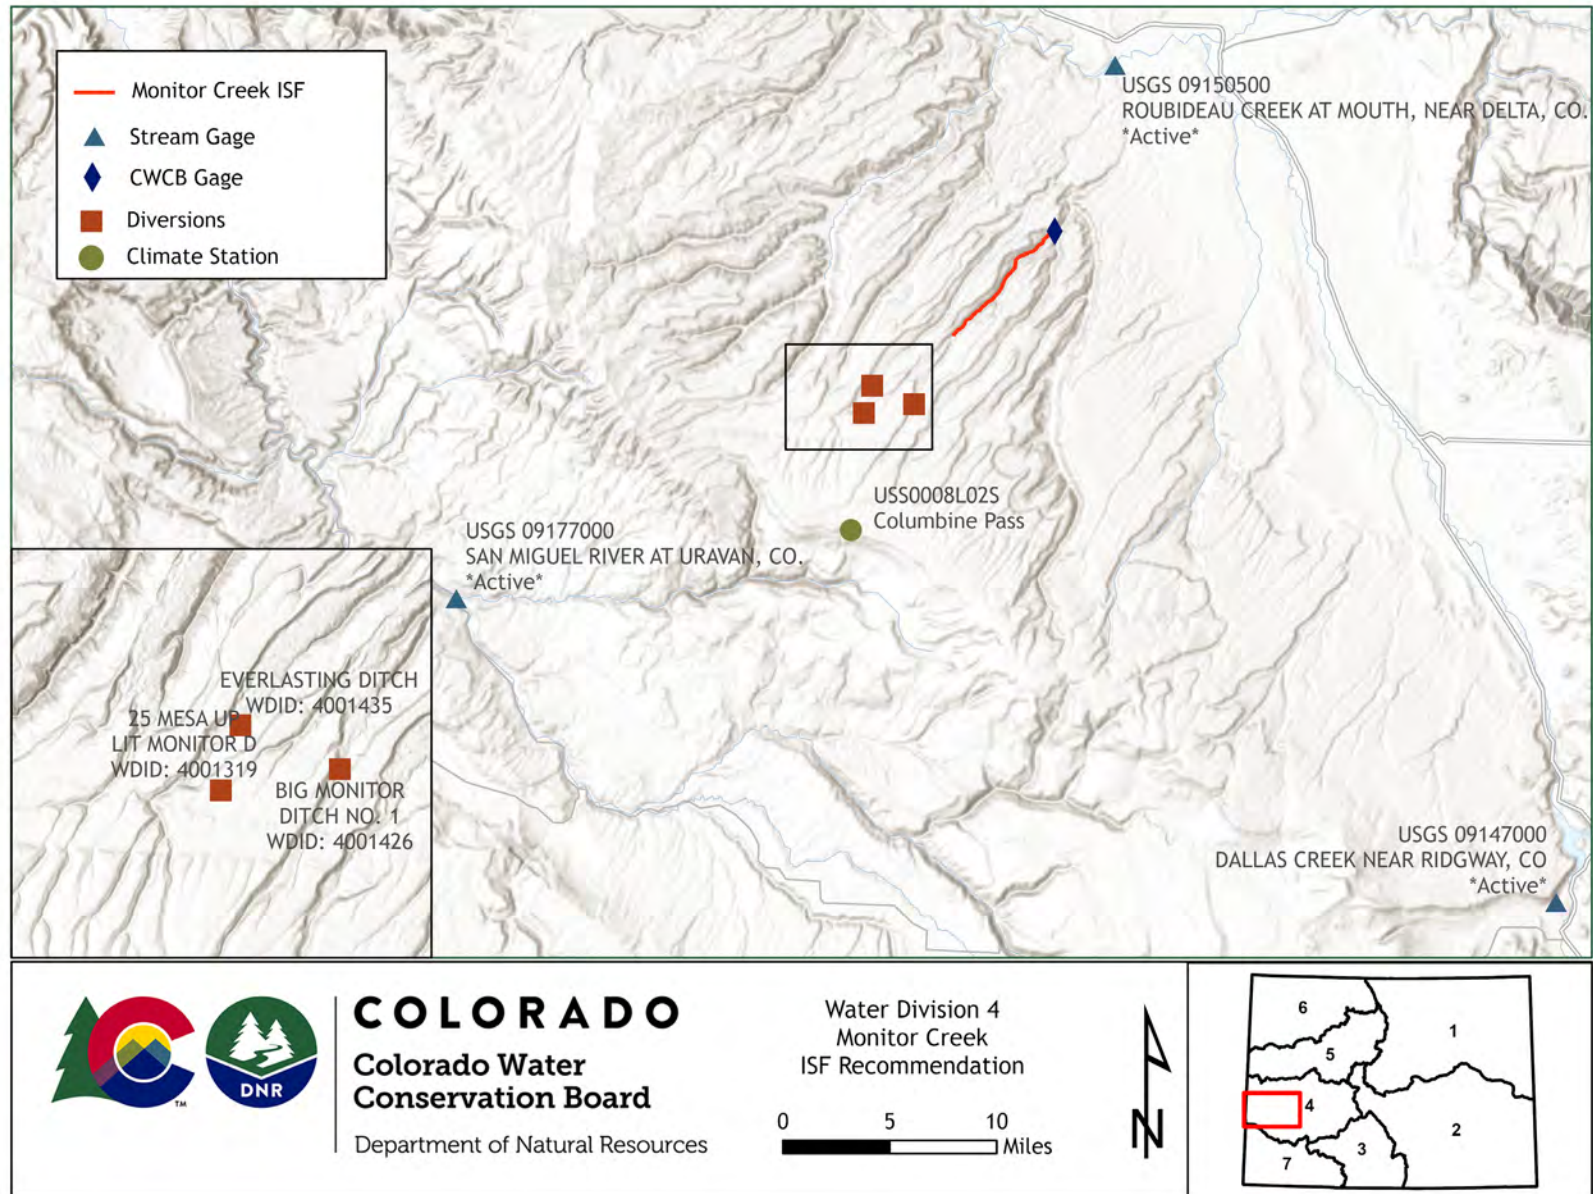 Monitor Creek ISF
Stream Gage
CWCB Gage
Diversions
Climate Station
USGS 09150500
ROUBIDEAU CREEK AT MOUTH, NEAR DELTA, CO.
*Active*
USS0008L02S
Columbine Pass
USGS 09177000
SAN MIGUEL RIVER AT URAVAN, CO.
*Active*
EVERLASTING DITCH
WDID: 4001435
25 MESA UP
LIT MONITOR D
WDID: 4001319
BIG MONITOR
DITCH NO. 1
WDID: 4001426
USGS 09147000
DALLAS CREEK NEAR RIDGWAY, CO
*Active*
C
TM
DNR
COLORADO
Colorado Water
Conservation Board
Department of Natural Resources
Water Division 4
Monitor Creek
ISF Recommendation
0 5 10
Miles
N
6
1
5
4
2
3
7